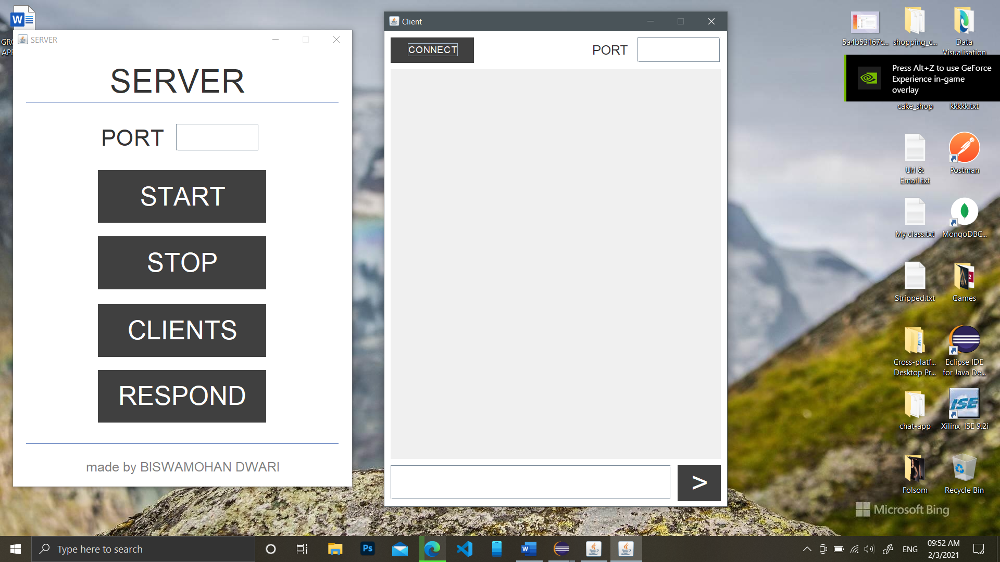 GRO
APP
SERVER
SERVER
PORT
START
STOP
CLIENTS
RESPOND
made by BISWAMOHAN DWARI
Client
CONNECT
PORT
>
5a4b53167c...
shopping_c...
Data
Visualisation
Press Alt+Z to use GeForce
Experience in-game
overlay
cake_shop
kkkkk.txt
Url &
Email.txt
Postman
My class.txt
MongoDBC...
Stripped.txt
Games
Cross-platf...
Desktop Pr...
Eclipse IDE
for Java De...
chat-app
ISE
Xilinx ISE 9.2i
Folsom
Recycle Bin
Microsoft Bing
Type here to search
Ps
ENG
09:52 AM
2/3/2021